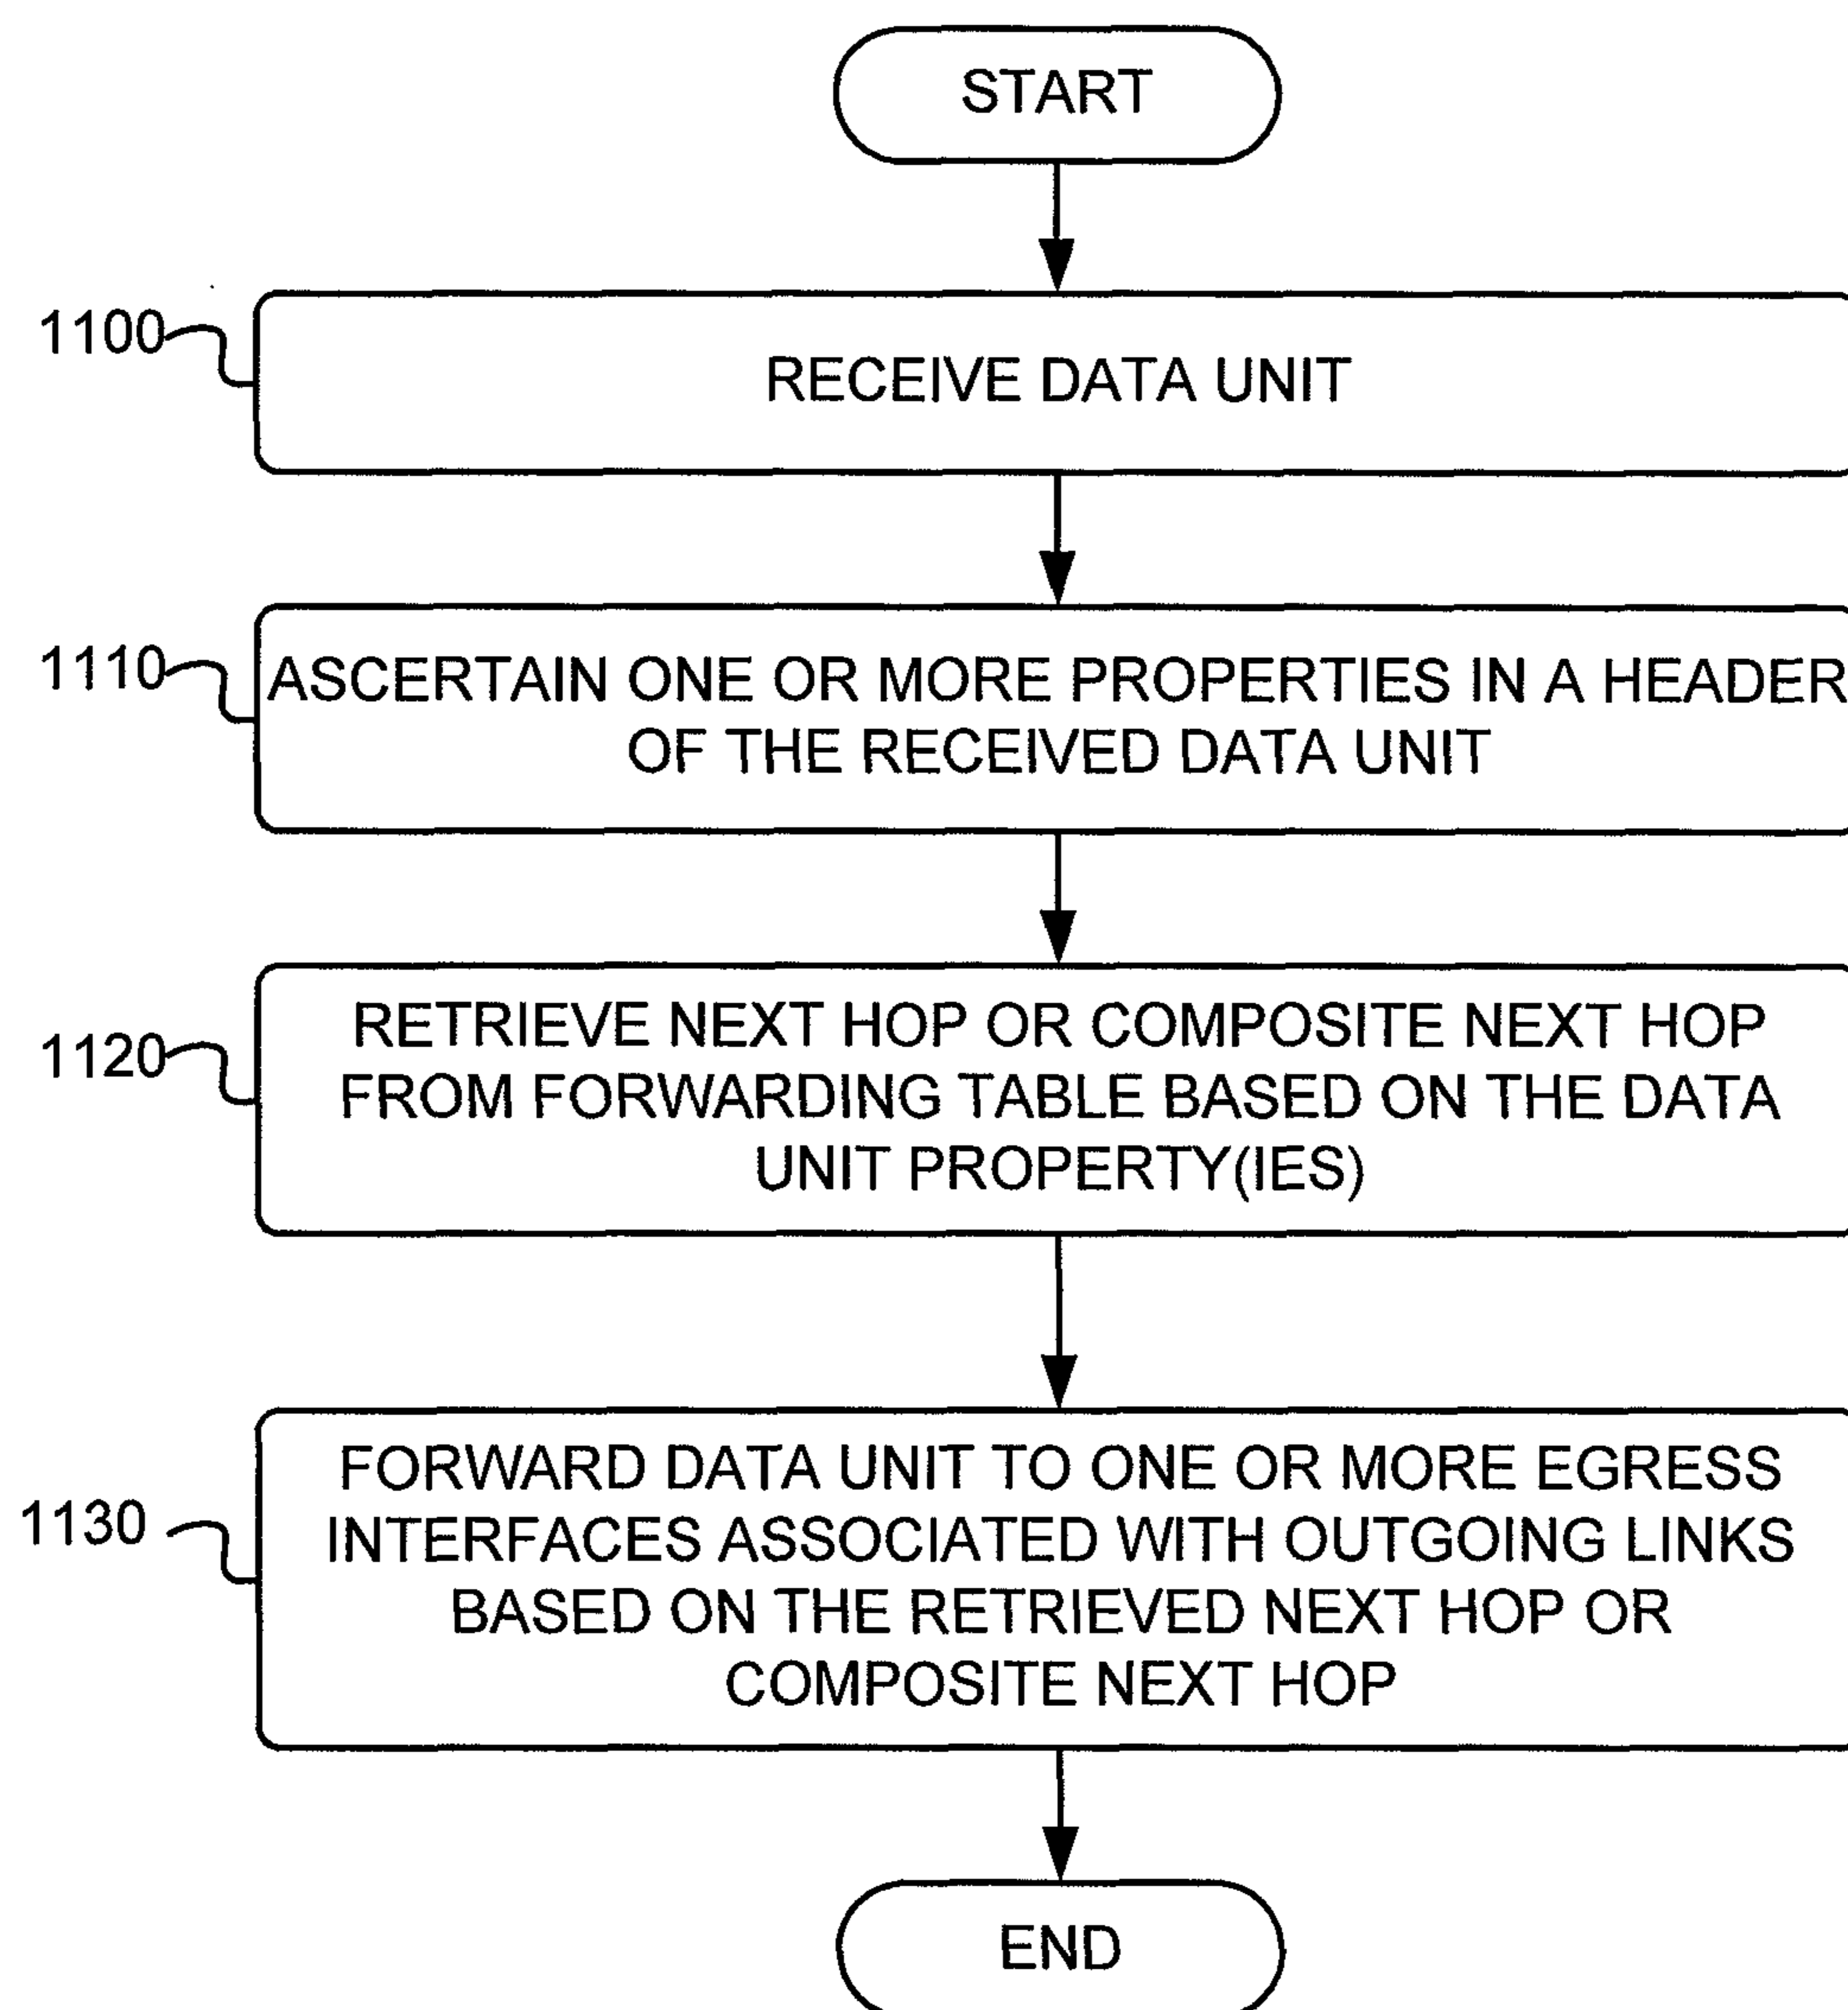 START
1100
RECEIVE DATA UNIT
1110
ASCERTAIN ONE OR MORE PROPERTIES IN A HEADER
OF THE RECEIVED DATA UNIT
1120
RETRIEVE NEXT HOP OR COMPOSITE NEXT HOP
FROM FORWARDING TABLE BASED ON THE DATA
UNIT PROPERTY(IES)
1130
FORWARD DATA UNIT TO ONE OR MORE EGRESS
INTERFACES ASSOCIATED WITH OUTGOING LINKS
BASED ON THE RETRIEVED NEXT HOP OR
COMPOSITE NEXT HOP
END